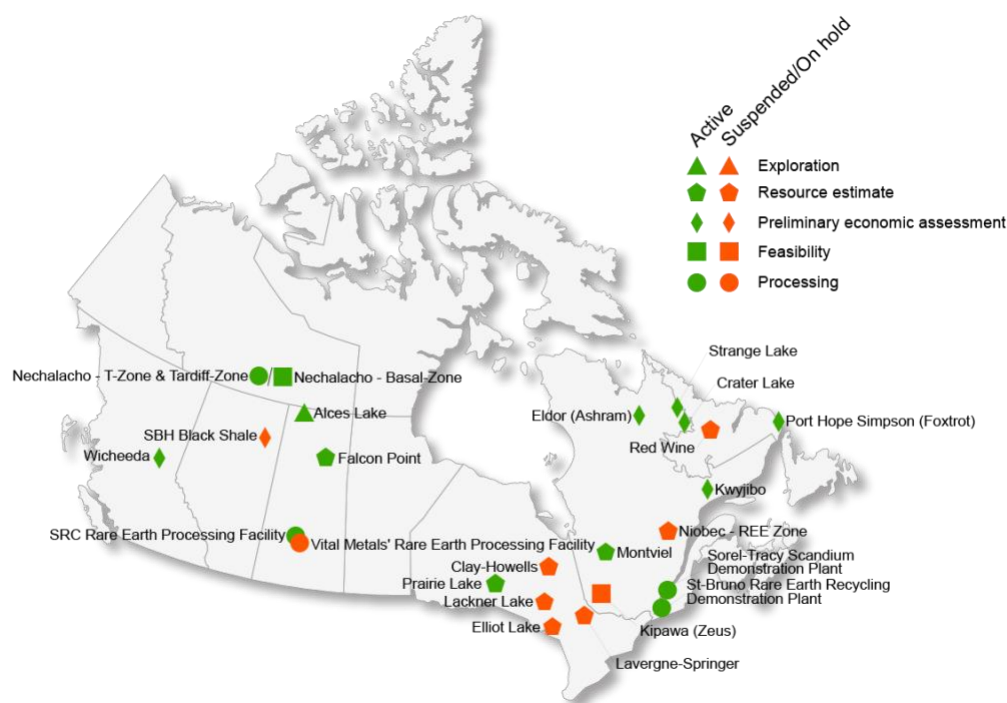 Active
Suspended/On hold
Exploration
Resource estimate
Preliminary economic assessment
Feasibility
Processing
Strange Lake
Crater Lake
Nechalacho - T-Zone & Tardiff-Zone
/
Nechalacho - Basal-Zone
Alces Lake
Eldor (Ashram)
Port Hope Simpson (Foxtrot)
SBH Black Shale
Red Wine
Wicheeda
Falcon Point
Kwyjibo
SRC Rare Earth Processing Facility
Vital Metals' Rare Earth Processing Facility
Niobec - REE Zone
Montviel
Sorel-Tracy Scandium
Demonstration Plant
Clay-Howells
Prairie Lake
St-Bruno Rare Earth Recycling
Demonstration Plant
Lackner Lake
Elliot Lake
Kipawa (Zeus)
Lavergne-Springer